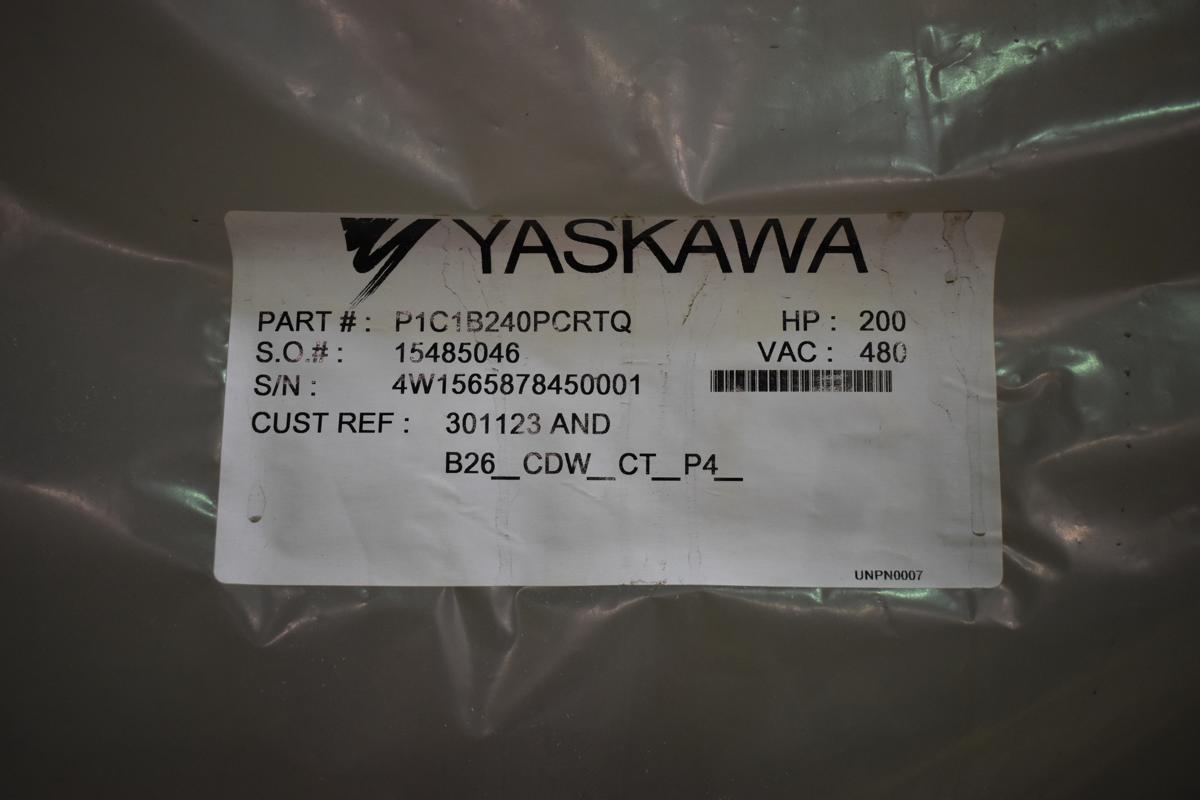 YASKAWA
PART # : P1C1B240PCRTQ HP : 200
S.O.# : 15485046 VAC : 480
S/N : 4W1565878450001
CUST REF : 301123 AND
B26__CDW__CT__P4__
UNPN0007